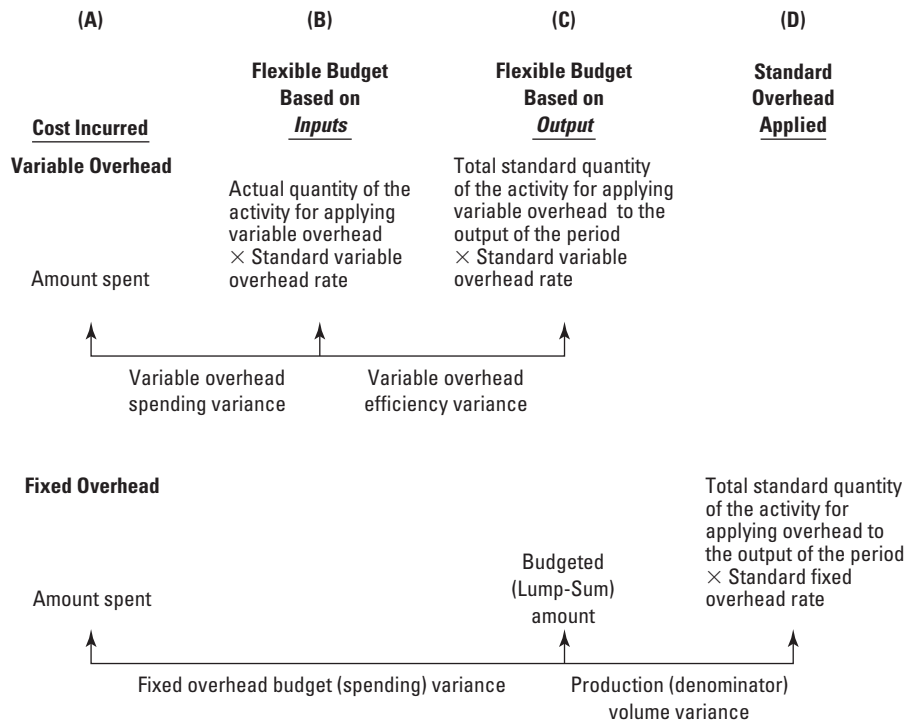 (A) (B) (C) (D)
Flexible Budget Flexible Budget Standard
Based on Based on Overhead
Cost Incurred Inputs Output Applied
Variable Overhead
Actual quantity of the
activity for applying
variable overhead
× Standard variable
overhead rate
Total standard quantity
of the activity for applying
variable overhead to the
output of the period
× Standard variable
overhead rate
Amount spent
Variable overhead
spending variance
Variable overhead
efficiency variance
Fixed Overhead
Total standard quantity
of the activity for
applying overhead to
the output of the period
× Standard fixed
overhead rate
Budgeted
(Lump-Sum)
amount
Amount spent
Fixed overhead budget (spending) variance
Production (denominator)
volume variance